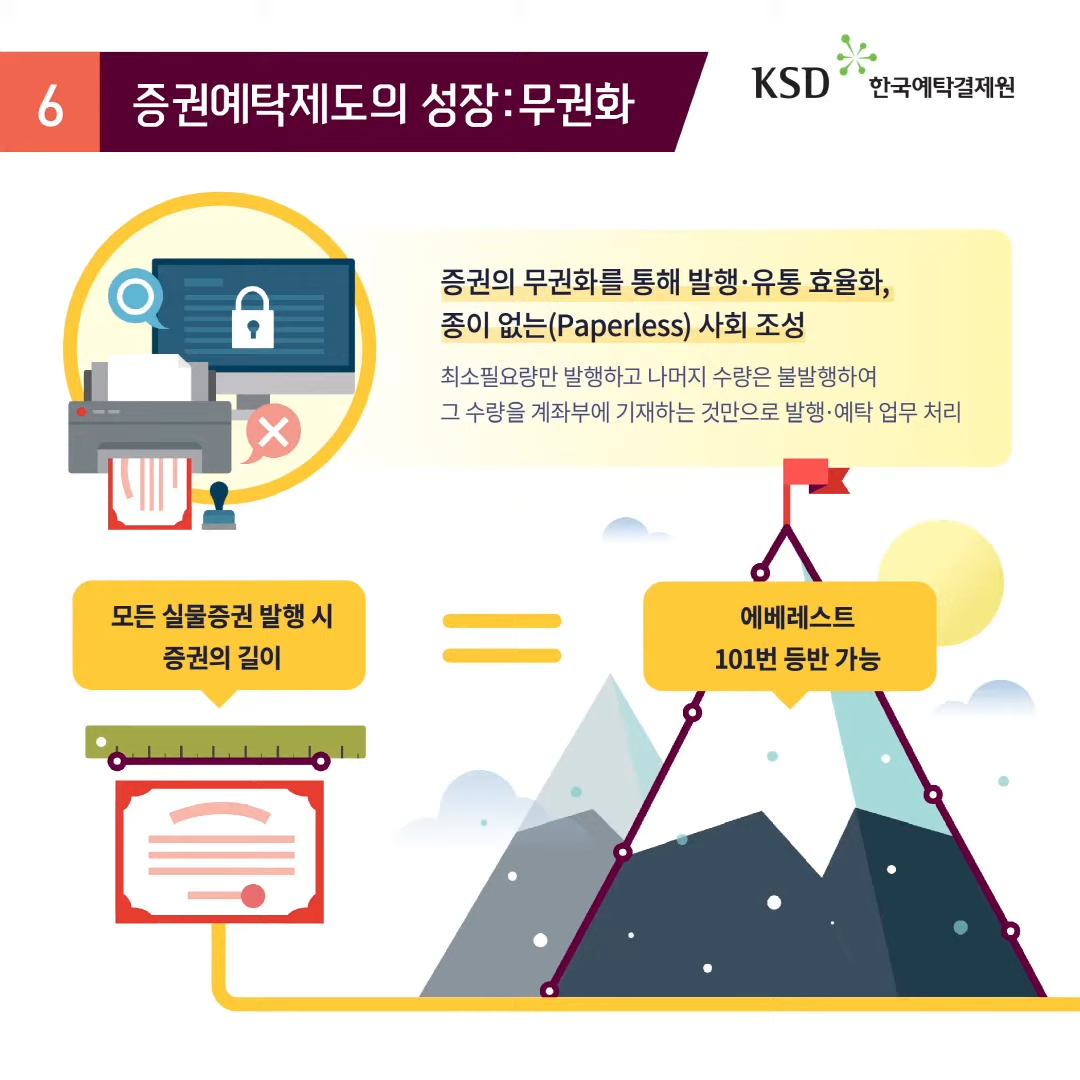 6
증권예탁제도의 성장:무권화
KSD 한국예탁결제원
증권의 무권화를 통해 발행·유통 효율화,
종이 없는(Paperless) 사회 조성
최소필요량만 발행하고 나머지 수량은 불발행하여
그 수량을 계좌부에 기재하는 것만으로 발행·예탁 업무 처리
모든 실물증권 발행 시
증권의 길이
에베레스트
101번 등반 가능